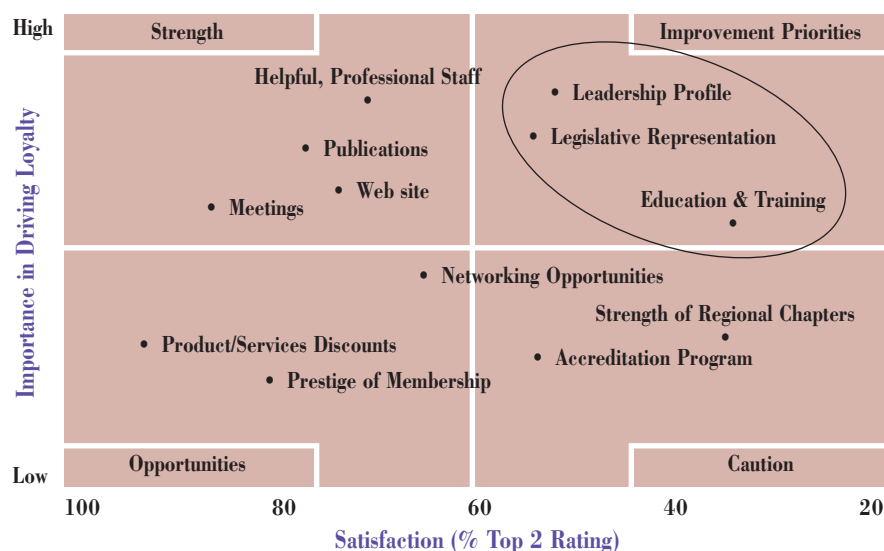 High
Strength
Improvement Priorities
Helpful, Professional Staff
Leadership Profile
Legislative Representation
Publications
Web site
Education & Training
Meetings
Importance in Driving Loyalty
Networking Opportunities
Strength of Regional Chapters
Product/Services Discounts
Accreditation Program
Prestige of Membership
Low
Opportunities
Caution
100 80 60 40 20
Satisfaction (% Top 2 Rating)